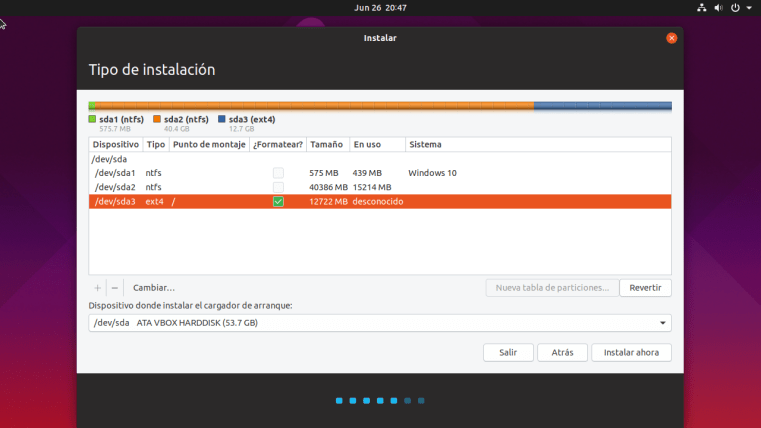 Jun 26 20:47
Instalar
Tipo de instalación
sda1 (ntfs) sda2 (ntfs) sda3 (ext4)
575.7 MB 40.4 GB 12.7 GB
Dispositivo Tipo Punto de montaje ¿Formatear? Tamaño En uso Sistema
/dev/sda
/dev/sda1 ntfs 575 MB 439 MB Windows 10
/dev/sda2 ntfs 40386 MB 15214 MB
/dev/sda3 ext4 / 12722 MB desconocido
+ − Cambiar... Nueva tabla de particiones... Revertir
Dispositivo donde instalar el cargador de arranque:
/dev/sda ATA VBOX HARDDISK (53.7 GB)
Salir Atrás Instalar ahora